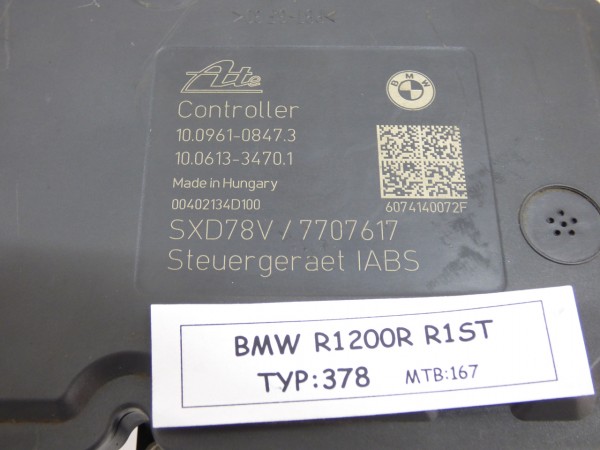 Ate
BMW
Controller
10.0961-0847.3
10.0613-3470.1
Made in Hungary
00402134D100
6074140072F
SXD78V / 7707617
Steuergeraet IABS
BMW R1200R R1ST
TYP:378 MTB:167